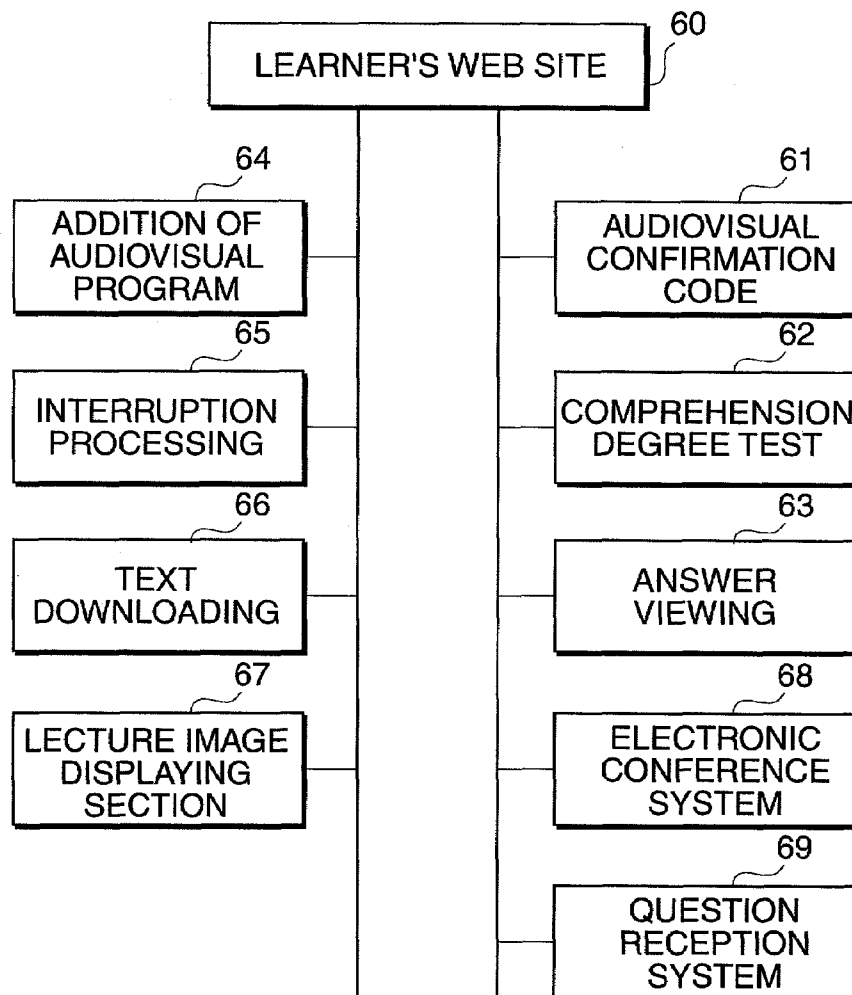 60
LEARNER'S WEB SITE
64
ADDITION OF
AUDIOVISUAL
PROGRAM
61
AUDIOVISUAL
CONFIRMATION
CODE
65
INTERRUPTION
PROCESSING
62
COMPREHENSION
DEGREE TEST
66
TEXT
DOWNLOADING
63
ANSWER
VIEWING
67
LECTURE IMAGE
DISPLAYING
SECTION
68
ELECTRONIC
CONFERENCE
SYSTEM
69
QUESTION
RECEPTION
SYSTEM